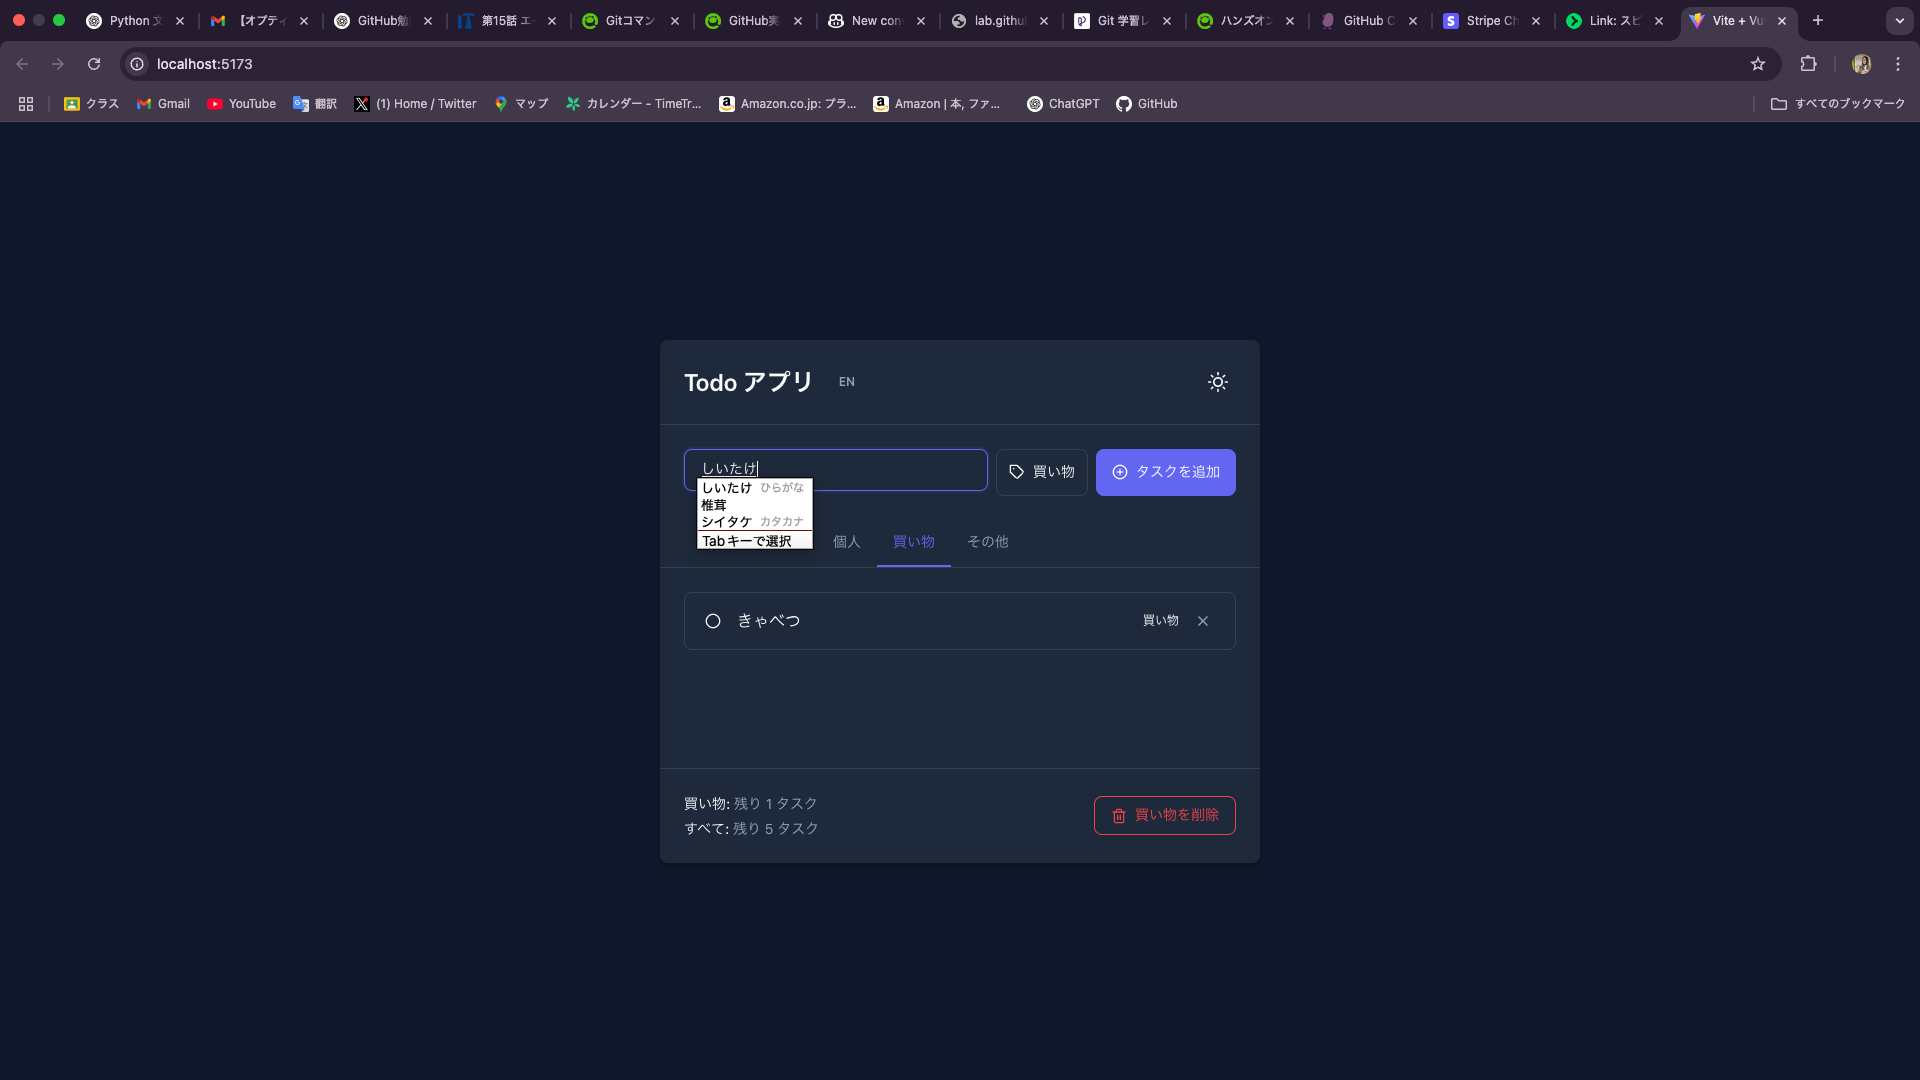 Python 文
【オプティ
GitHub勉
第15話 エー
Gitコマン
GitHub実
New con
lab.githu
Git 学習レ
ハンズオン
GitHub C
Stripe Ch
Link: スピ
Vite + Vu
localhost:5173
クラス
Gmail
YouTube
翻訳
(1) Home / Twitter
マップ
カレンダー - TimeTr...
Amazon.co.jp: プラ...
Amazon | 本, ファ...
ChatGPT
GitHub
すべてのブックマーク
Todo アプリ
EN
しいたけ
買い物
タスクを追加
しいたけ ひらがな
椎茸
シイタケ カタカナ
Tabキーで選択
個人
買い物
その他
きゃべつ
買い物
買い物: 残り 1 タスク
すべて: 残り 5 タスク
買い物を削除